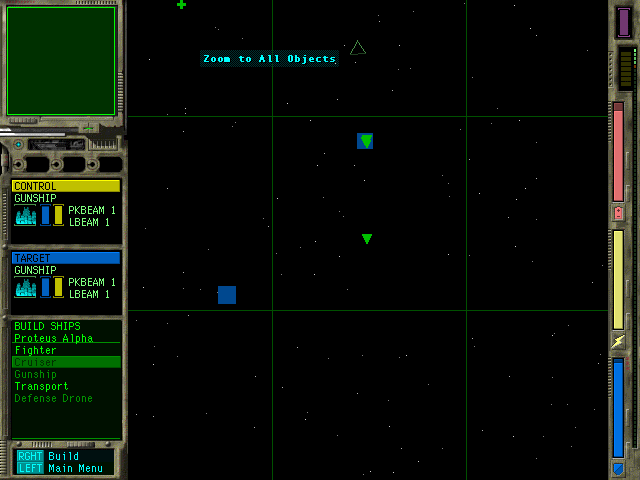 Zoom to All Objects
CONTROL
GUNSHIP
PKBEAM 1
LBEAM 1
TARGET
GUNSHIP
PKBEAM 1
LBEAM 1
BUILD SHIPS
Proteus Alpha
Fighter
Cruiser
Gunship
Transport
Defense Drone
RGHT Build
LEFT Main Menu